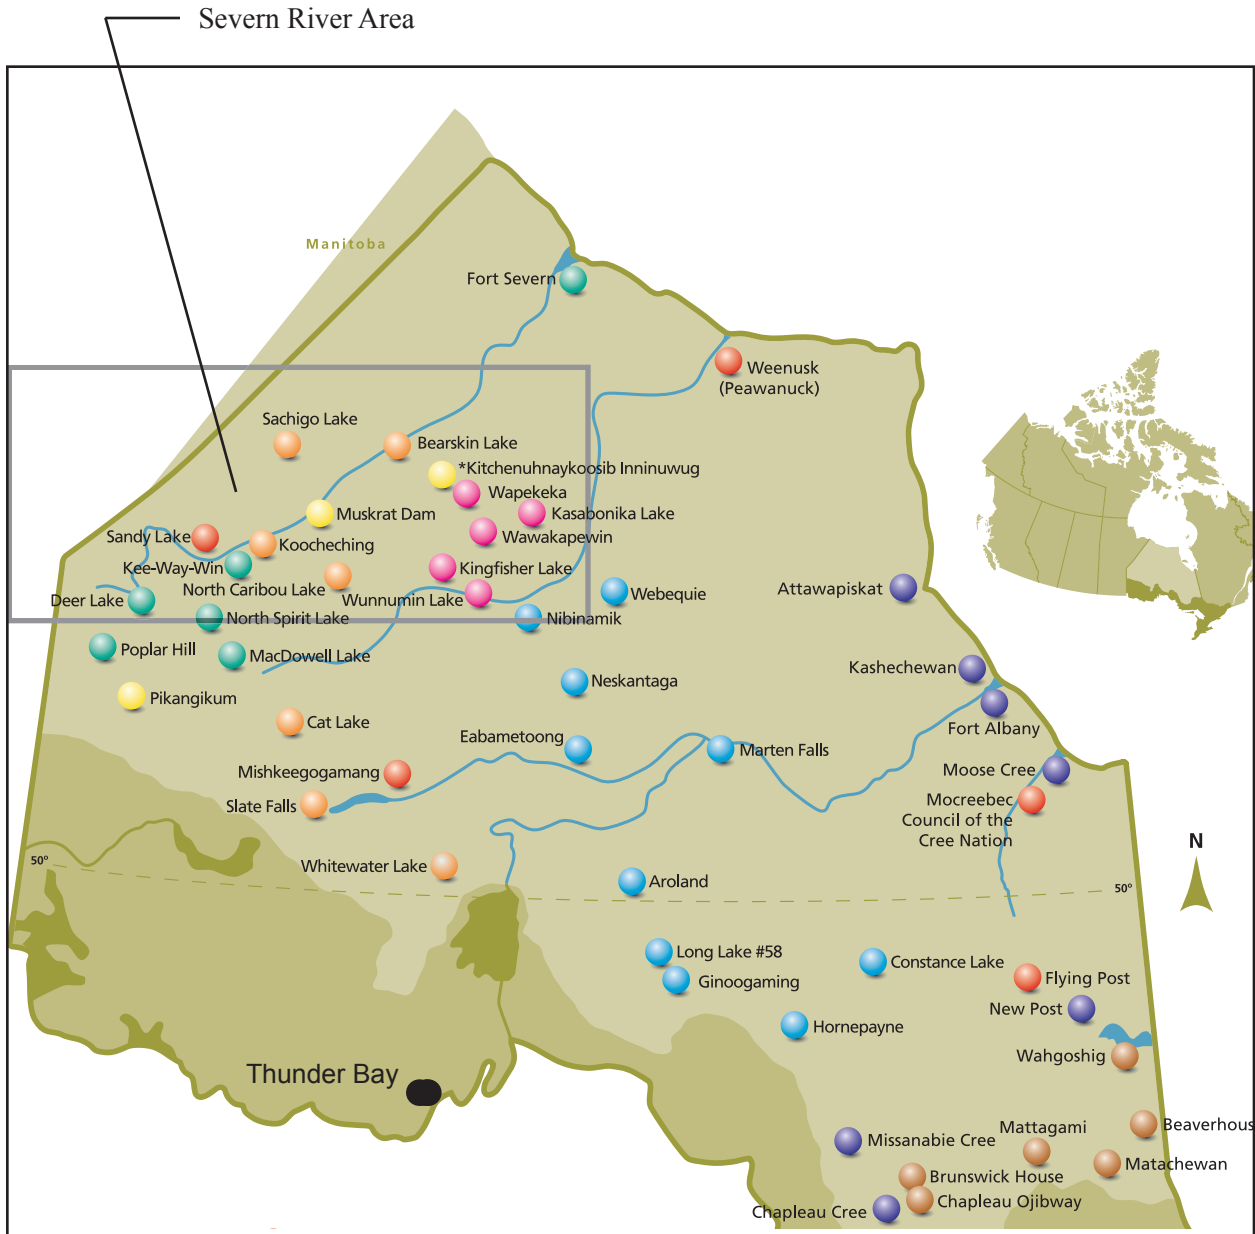 Severn River Area
Manitoba
Fort Severn
Weenusk
(Peawanuck)
Sachigo Lake
Bearskin Lake
*Kitchenuhnaykoosib Inninuwug
Wapekeka
Kasabonika Lake
Muskrat Dam
Wawakapewin
Sandy Lake
Koocheching
Kee-Way-Win
Kingfisher Lake
North Caribou Lake
Wunnumin Lake
Deer Lake
Webequie
Attawapiskat
North Spirit Lake
Nibinamik
Poplar Hill
MacDowell Lake
Kashechewan
Neskantaga
Pikangikum
Fort Albany
Cat Lake
Eabametoong
Marten Falls
Mishkeegogamang
Moose Cree
Slate Falls
Mocreebec
Council of the
Cree Nation
N
50º
Whitewater Lake
Aroland
50º
Long Lake #58
Constance Lake
Ginoogaming
Flying Post
New Post
Hornepayne
Wahgoshig
Thunder Bay
Beaverhous
Mattagami
Missanabie Cree
Matachewan
Brunswick House
Chapleau Ojibway
Chapleau Cree